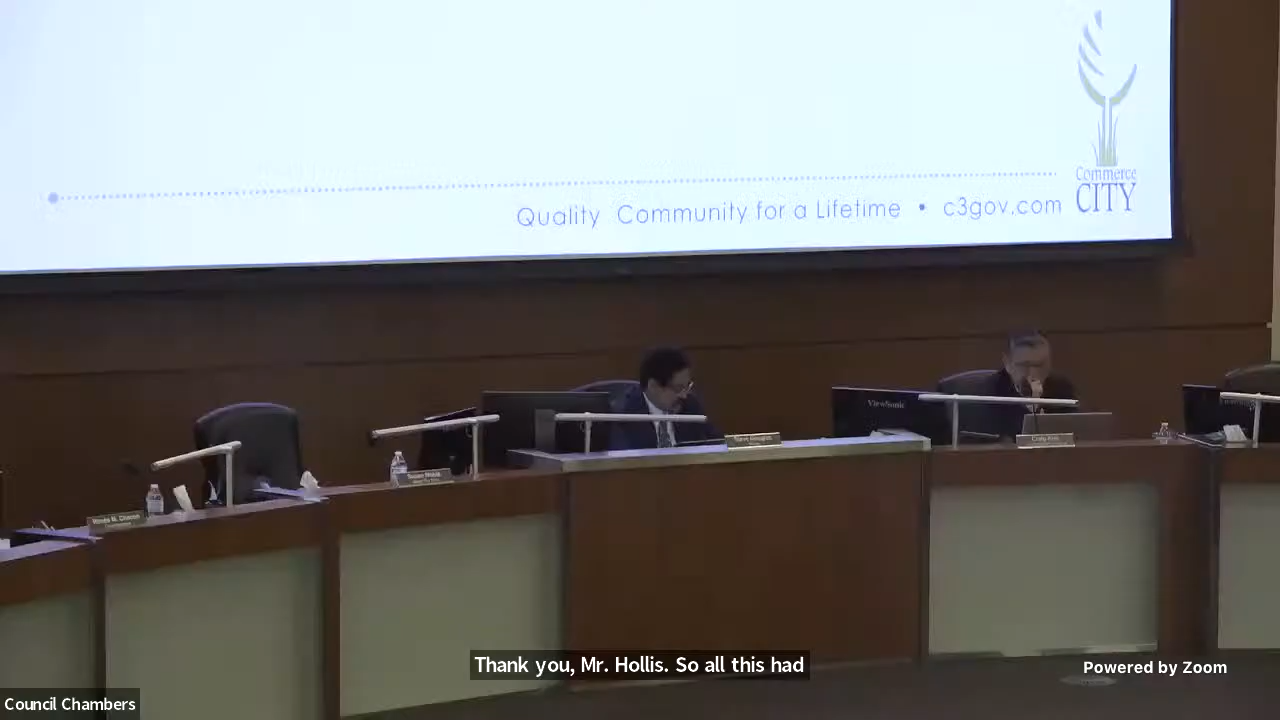 Commerce
CITY
Quality Community for a Lifetime • c3gov.com
ViewSonic
Thank you, Mr. Hollis. So all this had
Powered by Zoom
Council Chambers